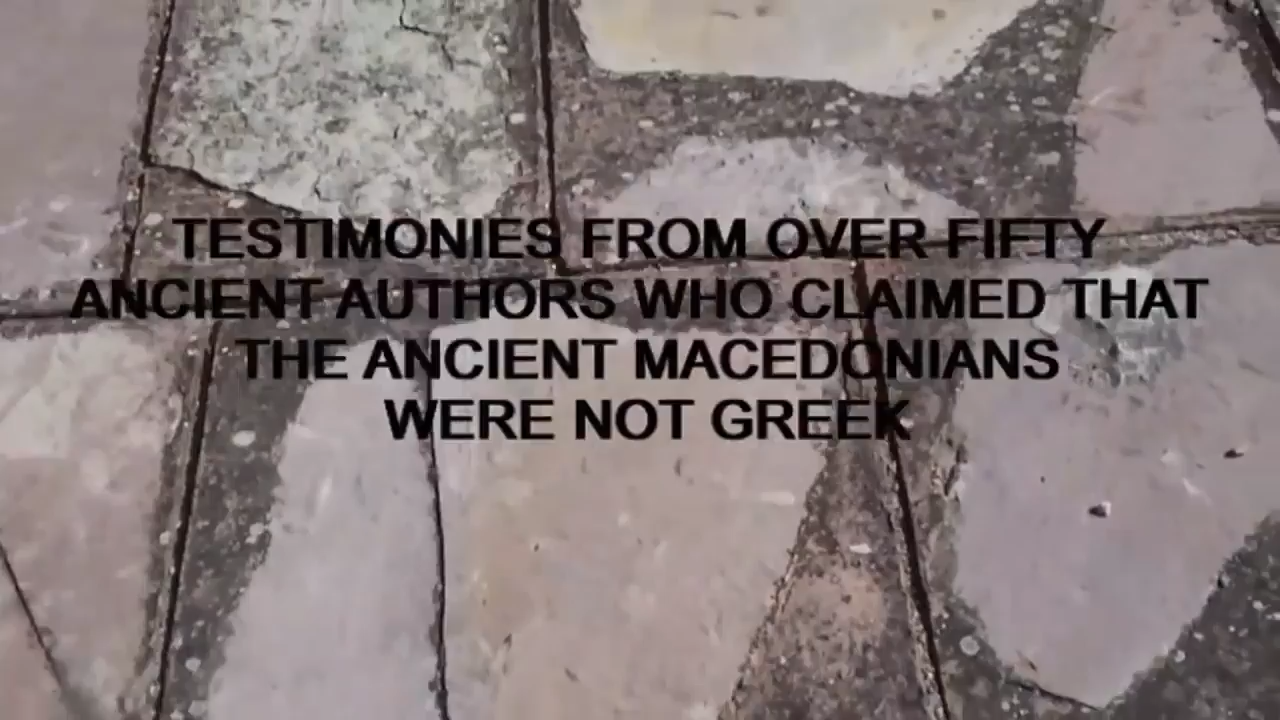 TESTIMONIES FROM OVER FIFTY
ANCIENT AUTHORS WHO CLAIMED THAT
THE ANCIENT MACEDONIANS
WERE NOT GREEK